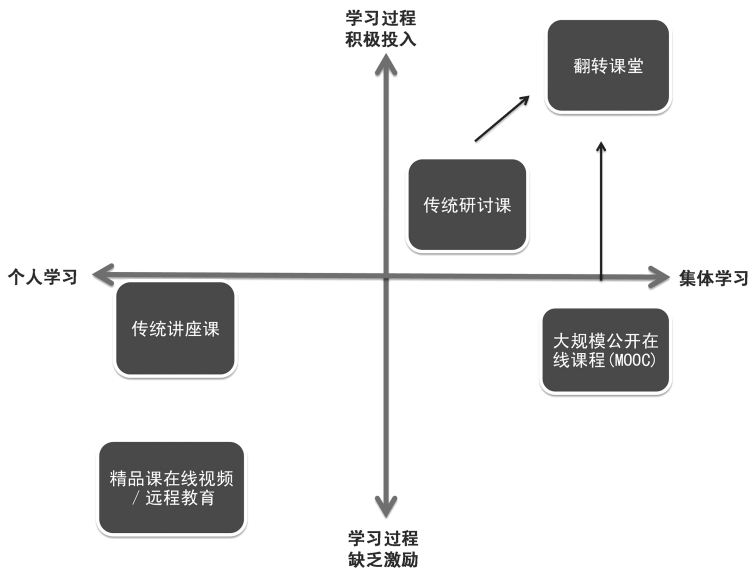 学习过程
积极投入
翻转课堂
传统研讨课
个人学习
集体学习
传统讲座课
大规模公开在
线课程(MOOC)
精品课在线视频
/ 远程教育
学习过程
缺乏激励